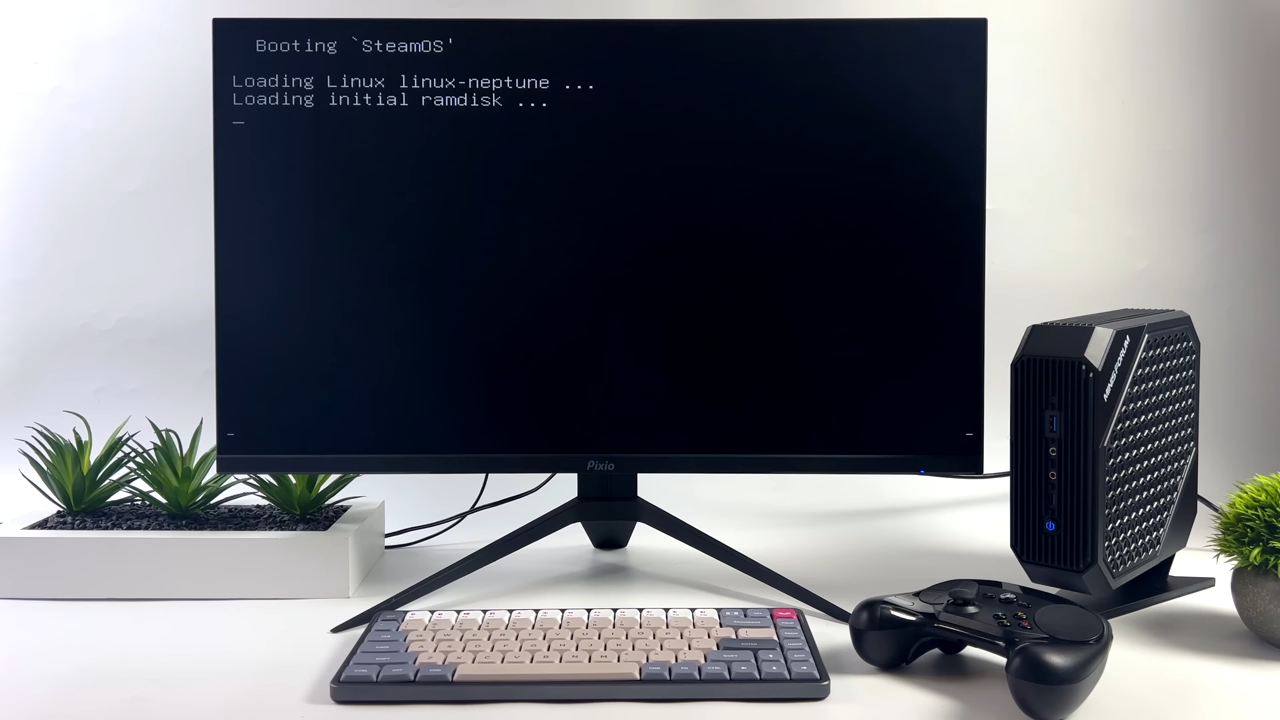 Booting `SteamOS'
Loading Linux linux-neptune ...
Loading initial ramdisk ...
_
Pixio
MINISFORUM